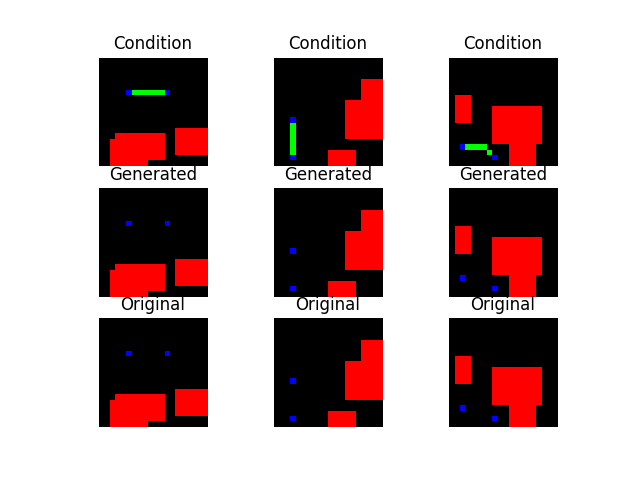 Condition Condition Condition
Generated Generated Generated
Original Original Original